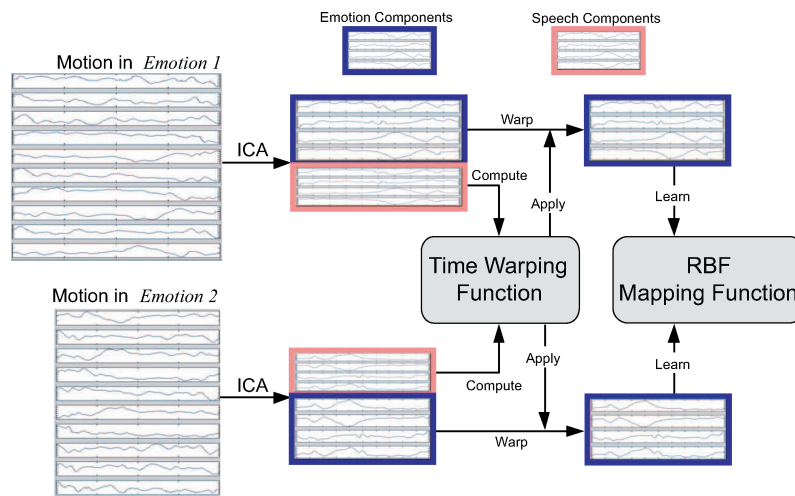 Emotion Components
Speech Components
Motion in Emotion 1
ICA
Warp
Compute
Apply
Learn
Time Warping
Function
RBF
Mapping Function
Motion in Emotion 2
ICA
Compute
Apply
Learn
Warp